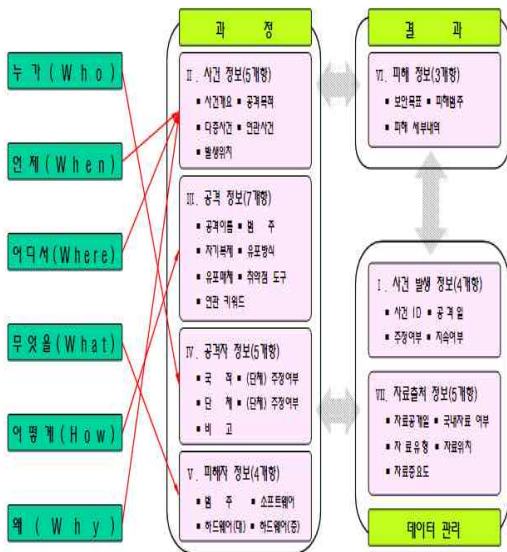 누 가 ( W h o )
언 제 ( W h e n )
어 디 서 ( W h e r e )
무 엇 을 ( W h a t )
어 떻 게 ( H o w )
왜 ( W h y )
과 정
Ⅱ. 사건 정보(5개항)
▪ 사건개요 ▪ 공격목적
▪ 다중사건 ▪ 연관사건
▪ 발생위치
Ⅲ. 공격 정보(7개항)
▪ 공격이름 ▪ 범 주
▪ 자기복제 ▪ 유포방식
▪ 유포매체 ▪ 취약점 도구
▪ 연관 키워드
Ⅳ. 공격자 정보(5개항)
▪ 국 적 ▪ (단체) 주장여부
▪ 단 체 ▪ (단체) 주장여부
▪ 비 고
Ⅴ. 피해자 정보(4개항)
▪ 범 주 ▪ 소프트웨어
▪ 하드웨어(대) ▪ 하드웨어(중)
결 과
Ⅵ. 피해 정보(3개항)
▪ 보안목표 ▪ 피해범주
▪ 피해 세부내역
Ⅰ. 사건 발생 정보(4개항)
▪ 사건 ID ▪ 공 격 일
▪ 주장여부 ▪ 지속여부
Ⅶ. 자료출처 정보(5개항)
▪ 자료공개일 ▪ 국내자료 여부
▪ 자 료 유형 ▪ 자료위치
▪ 자료중요도
데이터 관리